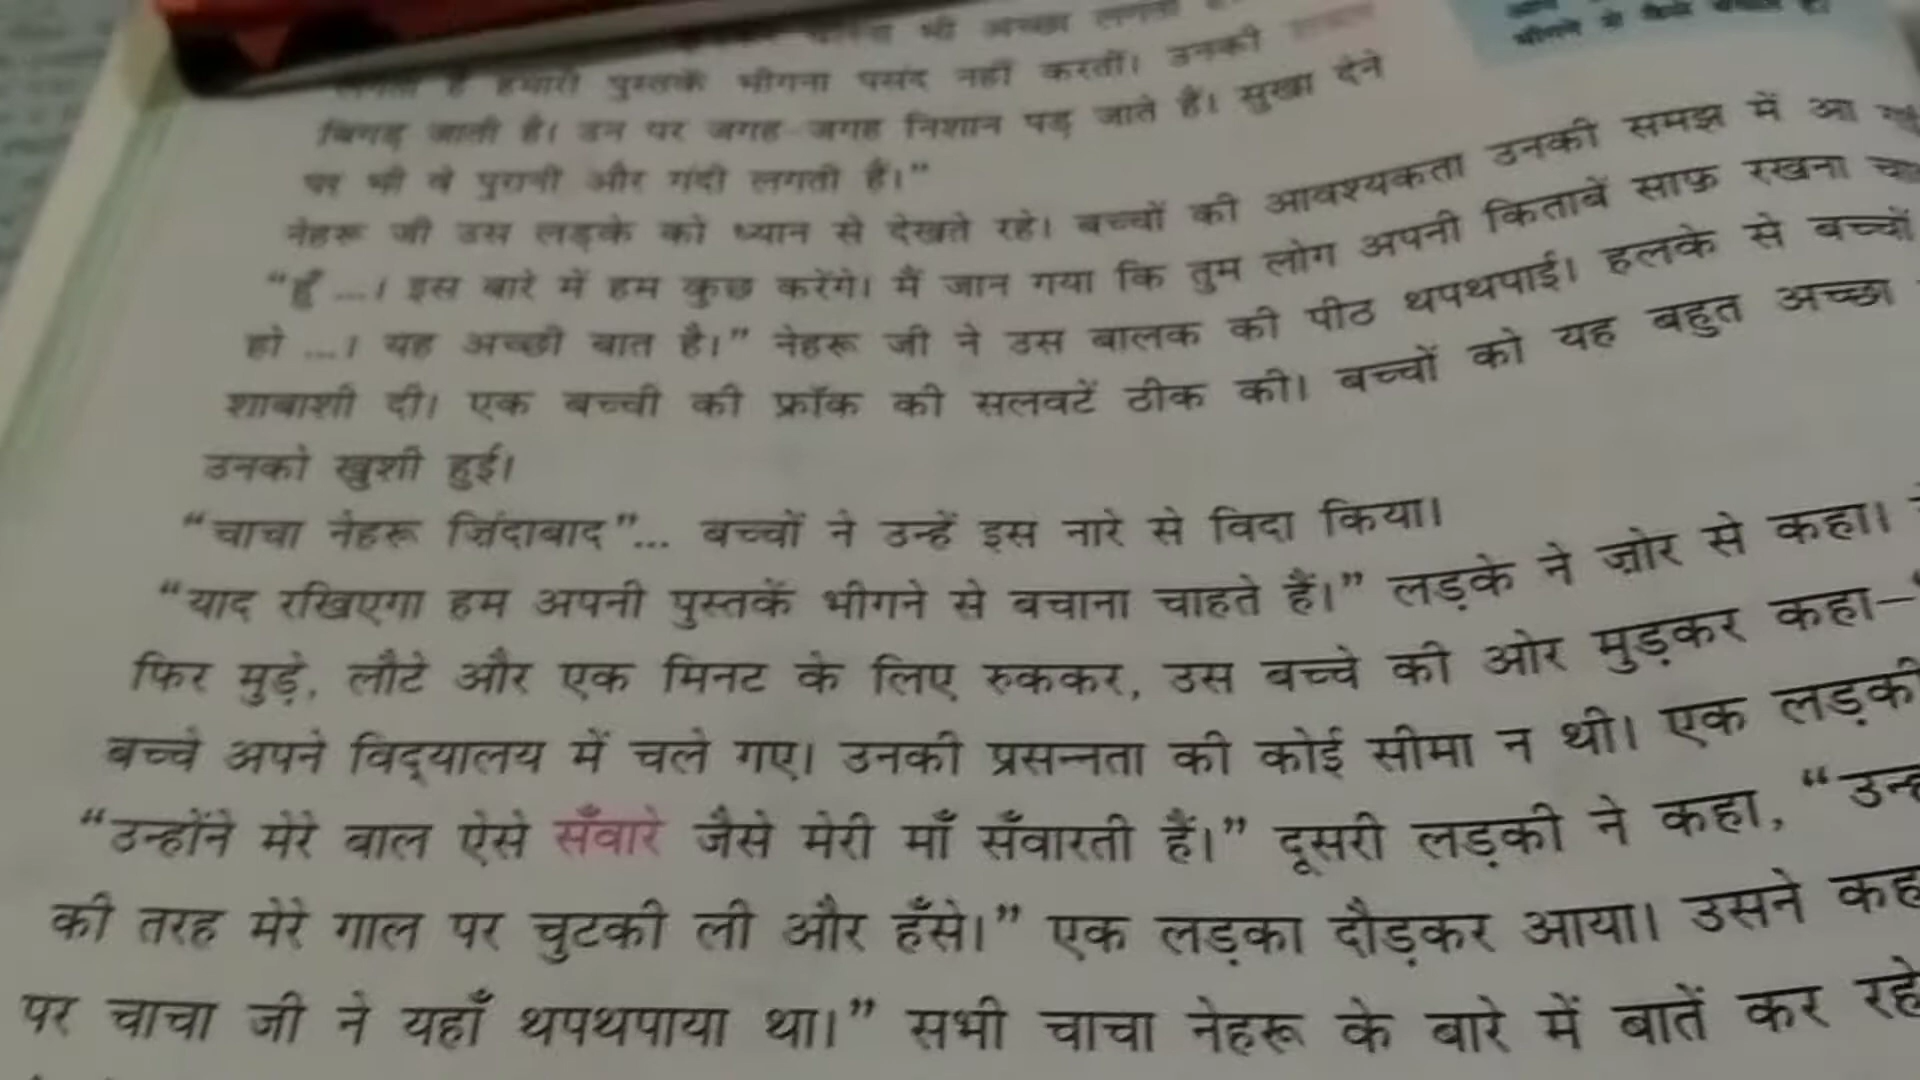 भी अच्छा लगता
है हमारी पुस्तकें भीगना पसंद नहीं करतीं। उनकी
बिगड़ जाती है। उन पर जगह-जगह निशान पड़ जाते हैं। सुखा देने
पर भी वे पुरानी और गंदी लगती हैं।”
नेहरू जी उस लड़के को ध्यान से देखते रहे। बच्चों की आवश्यकता उनकी समझ में आ
“हूँ ...। इस बारे में हम कुछ करेंगे। मैं जान गया कि तुम लोग अपनी किताबें साफ़ रखना
हो ...। यह अच्छी बात है।” नेहरू जी ने उस बालक की पीठ थपथपाई। हलके से बच्चों
शाबाशी दी। एक बच्ची की फ्रॉक की सलवटें ठीक की। बच्चों को यह बहुत अच्छा
उनको खुशी हुई।
“चाचा नेहरू ज़िंदाबाद”... बच्चों ने उन्हें इस नारे से विदा किया।
“याद रखिएगा हम अपनी पुस्तकें भीगने से बचाना चाहते हैं।” लड़के ने ज़ोर से कहा।
फिर मुड़े, लौटे और एक मिनट के लिए रुककर, उस बच्चे की ओर मुड़कर कहा–“
बच्चे अपने विद्यालय में चले गए। उनकी प्रसन्नता की कोई सीमा न थी। एक लड़की
“उन्होंने मेरे बाल ऐसे सँवारे जैसे मेरी माँ सँवारती हैं।” दूसरी लड़की ने कहा, “
की तरह मेरे गाल पर चुटकी ली और हँसे।” एक लड़का दौड़कर आया। उसने
पर चाचा जी ने यहाँ थपथपाया था।” सभी चाचा नेहरू के बारे में बातें कर रहे